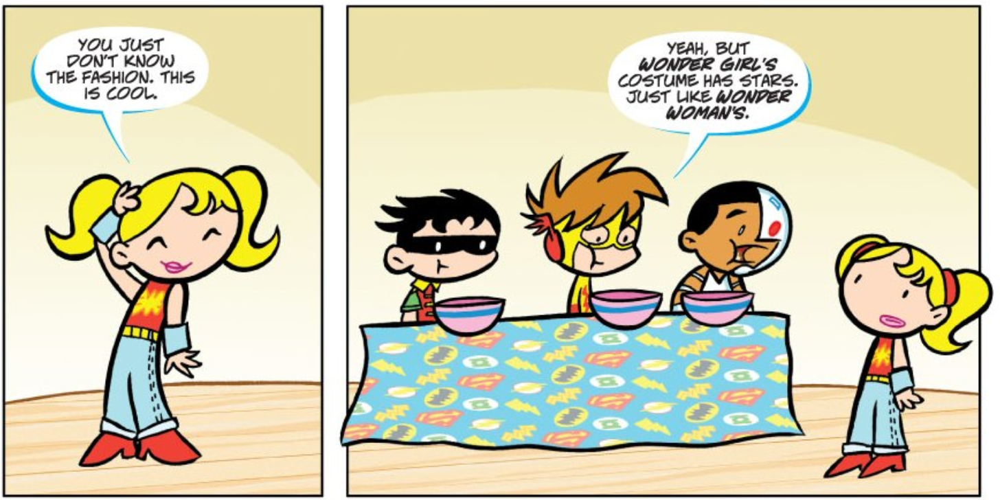 YOU JUST
DON'T KNOW
THE FASHION. THIS
IS COOL.
YEAH, BUT
WONDER GIRL'S
COSTUME HAS STARS.
JUST LIKE WONDER
WOMAN'S.